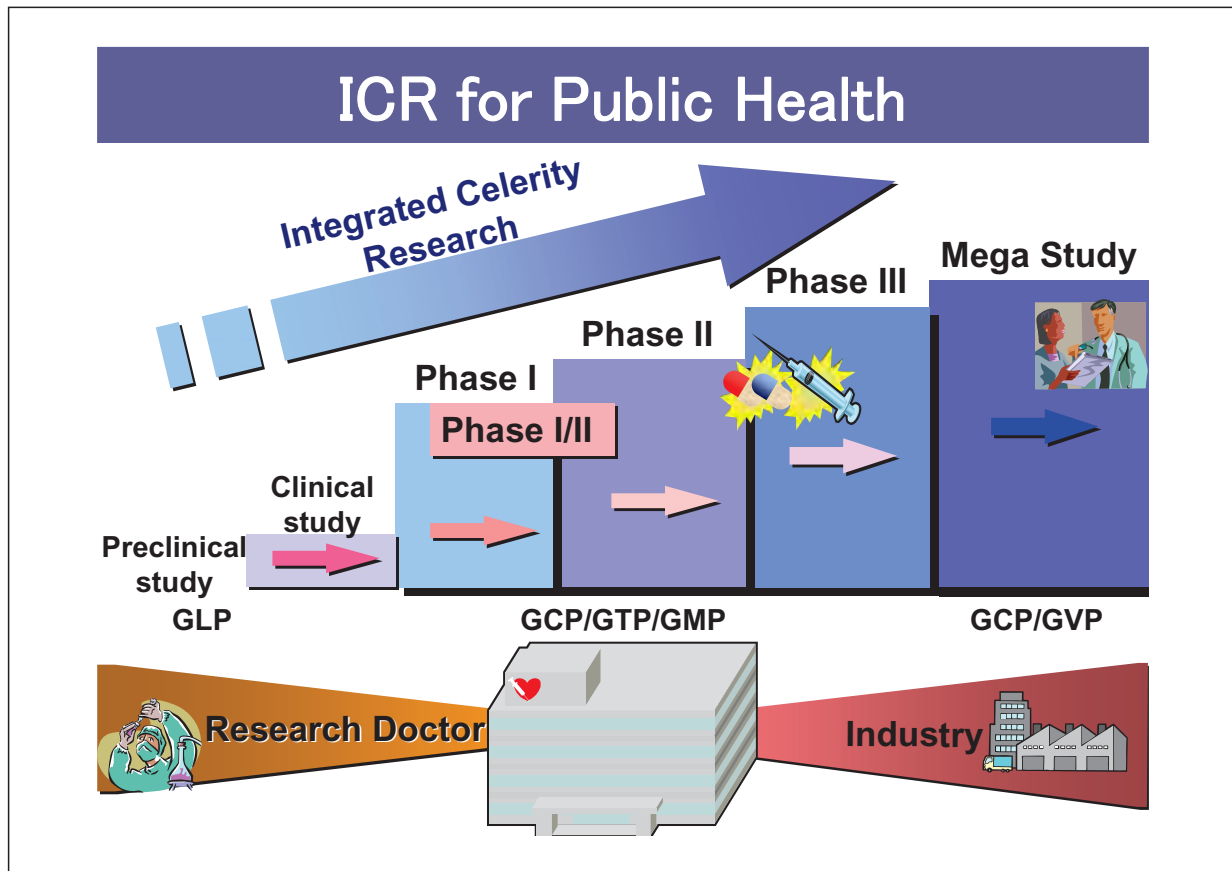 ICR for Public Health
Integrated Celerity
Research
Mega Study
Phase III
Phase II
Phase I
Phase I/II
Clinical
study
Preclinical
study
GLP
GCP/GTP/GMP
GCP/GVP
Research Doctor
Industry